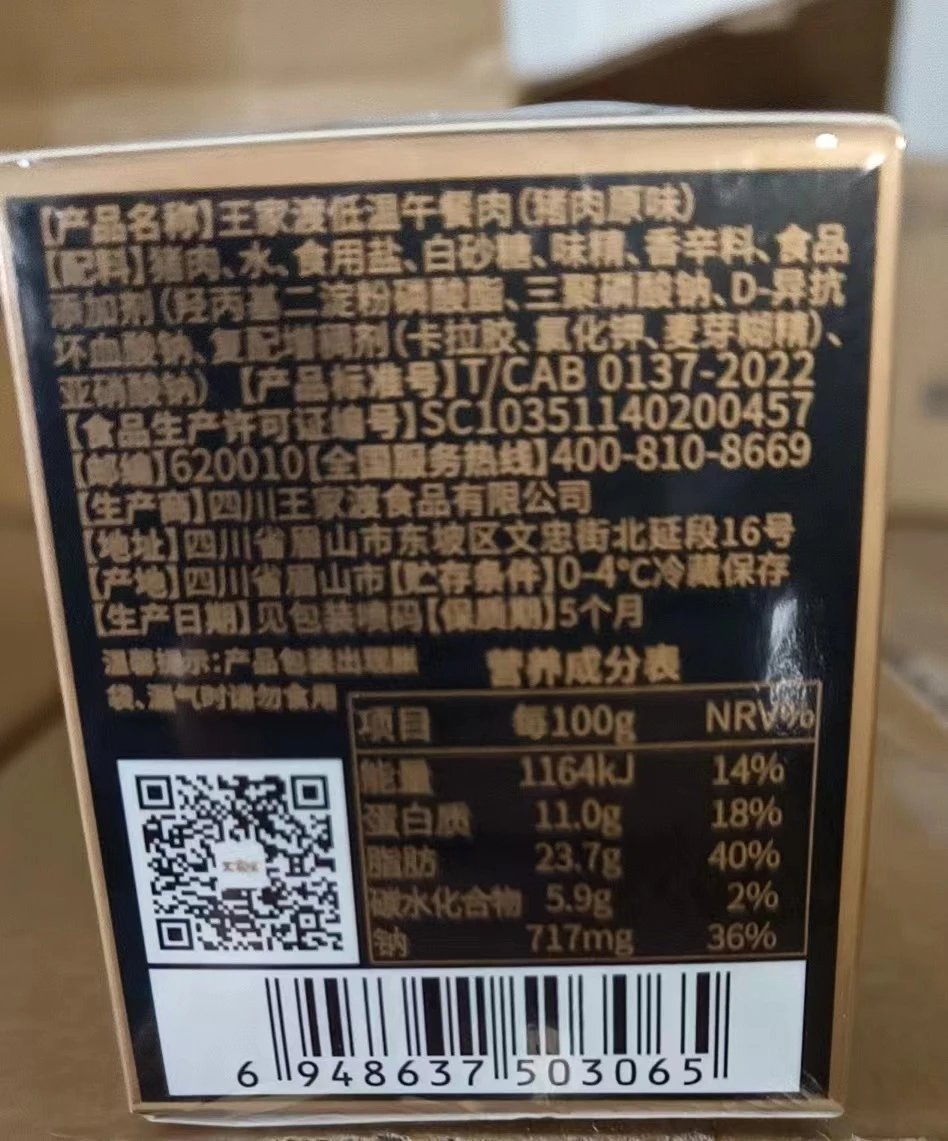 【产品名称】王家渡低温午餐肉(猪肉原味)
【配料】猪肉、水、食用盐、白砂糖、味精、香辛料、食品
添加剂(羟丙基二淀粉磷酸酯、三聚磷酸钠、D-异抗
坏血酸钠、复配增稠剂(卡拉胶、氯化钾、麦芽糊精)、
亚硝酸钠) 【产品标准号】T/CAB 0137-2022
【食品生产许可证编号】SC10351140200457
【邮编】620010【全国服务热线】400-810-8669
【生产商】四川王家渡食品有限公司
【地址】四川省眉山市东坡区文忠街北延段16号
【产地】四川省眉山市【贮存条件】0-4℃冷藏保存
【生产日期】见包装喷码【保质期】5个月
温馨提示:产品包装出现胀
袋、漏气时请勿食用
营养成分表
项目 每100g NRV%
能量 1164kJ 14%
蛋白质 11.0g 18%
脂肪 23.7g 40%
碳水化合物 5.9g 2%
钠 717mg 36%
6 948637 503065